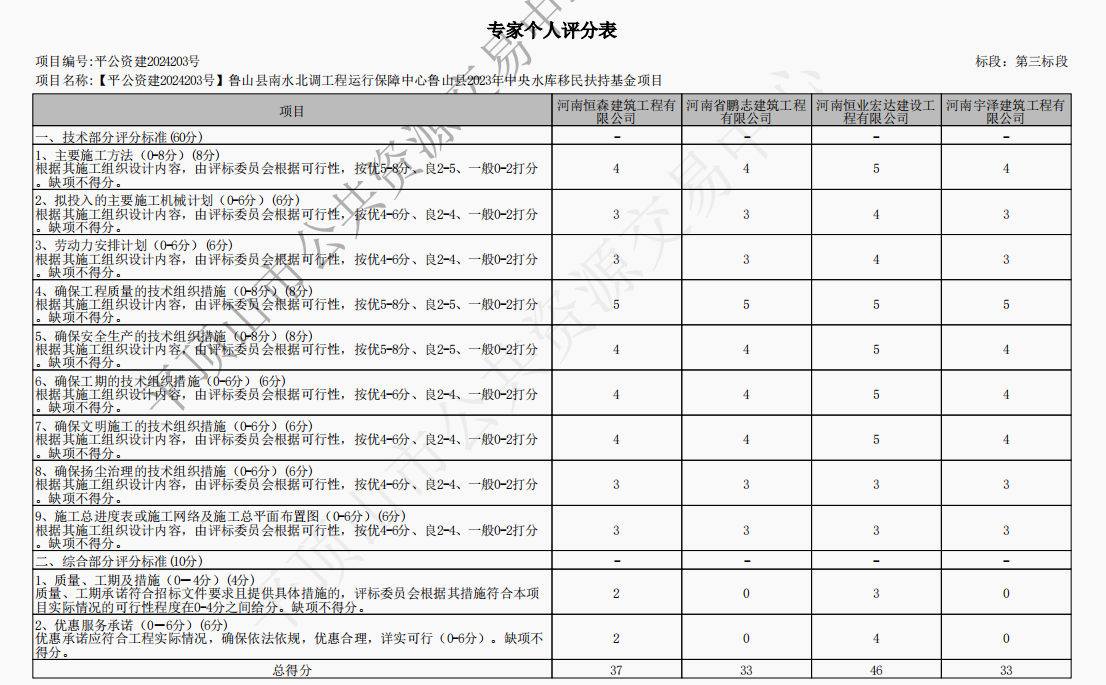 专家个人评分表
项目编号:平公资建2024203号
标段：第三标段
项目名称:【平公资建2024203号】鲁山县南水北调工程运行保障中心鲁山县2023年中央水库移民扶持基金项目
项目 河南恒森建筑工程有限公司 河南省鹏志建筑工程有限公司 河南恒业宏达建设工程有限公司 河南宇泽建筑工程有限公司
一、技术部分评分标准(60分) - - - -
1、主要施工方法（0-8分）(8分)
根据其施工组织设计内容，由评标委员会根据可行性，按优5-8分、良2-5、一般0-2打分 4 4 5 4
。缺项不得分。
2、拟投入的主要施工机械计划（0-6分）(6分)
根据其施工组织设计内容，由评标委员会根据可行性，按优4-6分、良2-4、一般0-2打分 3 3 4 3
。缺项不得分。
3、劳动力安排计划（0-6分）(6分)
根据其施工组织设计内容，由评标委员会根据可行性，按优4-6分、良2-4、一般0-2打分 3 3 4 3
。缺项不得分。
4、确保工程质量的技术组织措施（0-8分）(8分)
根据其施工组织设计内容，由评标委员会根据可行性，按优5-8分、良2-5、一般0-2打分 5 5 5 5
。缺项不得分。
5、确保安全生产的技术组织措施（0-8分）(8分)
根据其施工组织设计内容，由评标委员会根据可行性，按优5-8分、良2-5、一般0-2打分 4 4 5 4
。缺项不得分。
6、确保工期的技术组织措施（0-6分）(6分)
根据其施工组织设计内容，由评标委员会根据可行性，按优4-6分、良2-4、一般0-2打分 4 4 5 4
。缺项不得分。
7、确保文明施工的技术组织措施（0-6分）(6分)
根据其施工组织设计内容，由评标委员会根据可行性，按优4-6分、良2-4、一般0-2打分 4 4 5 4
。缺项不得分。
8、确保扬尘治理的技术组织措施（0-6分）(6分)
根据其施工组织设计内容，由评标委员会根据可行性，按优4-6分、良2-4、一般0-2打分 3 3 3 3
。缺项不得分。
9、施工总进度表或施工网络及施工总平面布置图（0-6分）(6分)
根据其施工组织设计内容，由评标委员会根据可行性，按优4-6分、良2-4、一般0-2打分 3 3 3 3
。缺项不得分。
二、综合部分评分标准(10分) - - - -
1、质量、工期及措施（0－4分）(4分)
质量、工期承诺符合招标文件要求且提供具体措施的，评标委员会根据其措施符合本项 2 0 3 0
目实际情况的可行性程度在0-4分之间给分。缺项不得分。
2、优惠服务承诺（0－6分）(6分)
优惠承诺应符合工程实际情况，确保依法依规，优惠合理，详实可行（0-6分）。缺项不 2 0 4 0
得分。
总得分 37 33 46 33
平顶山市公共资源交易中
平顶山市公共资源交易中心